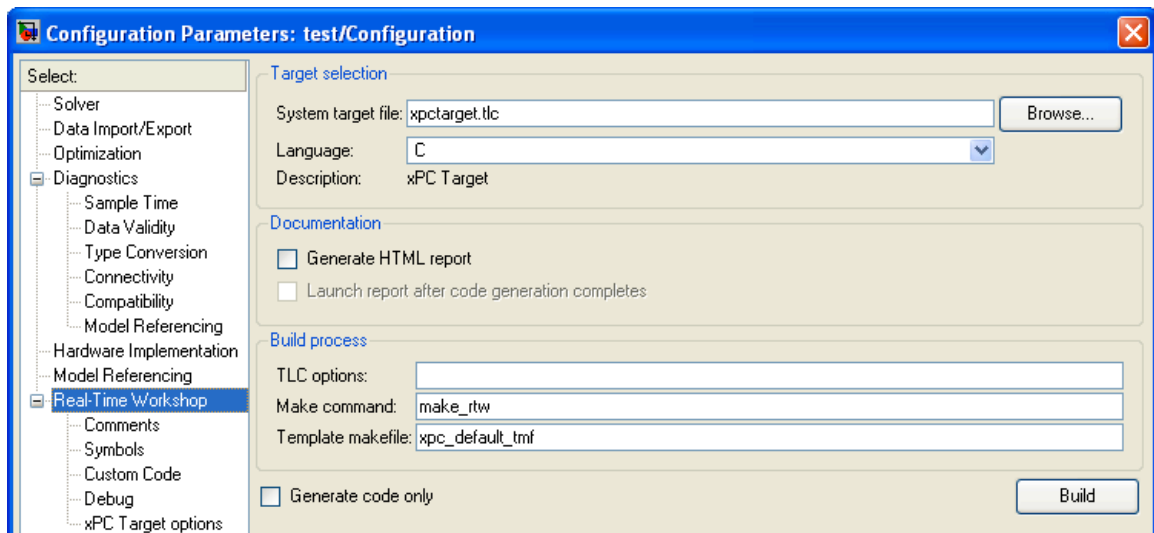 Configuration Parameters: test/Configuration
Select:
Solver
Data Import/Export
Optimization
Diagnostics
Sample Time
Data Validity
Type Conversion
Connectivity
Compatibility
Model Referencing
Hardware Implementation
Model Referencing
Real-Time Workshop
Comments
Symbols
Custom Code
Debug
xPC Target options
Target selection
System target file: xpctarget.tlc Browse...
Language: C
Description: xPC Target
Documentation
Generate HTML report
Launch report after code generation completes
Build process
TLC options:
Make command: make_rtw
Template makefile: xpc_default_tmf
Generate code only Build